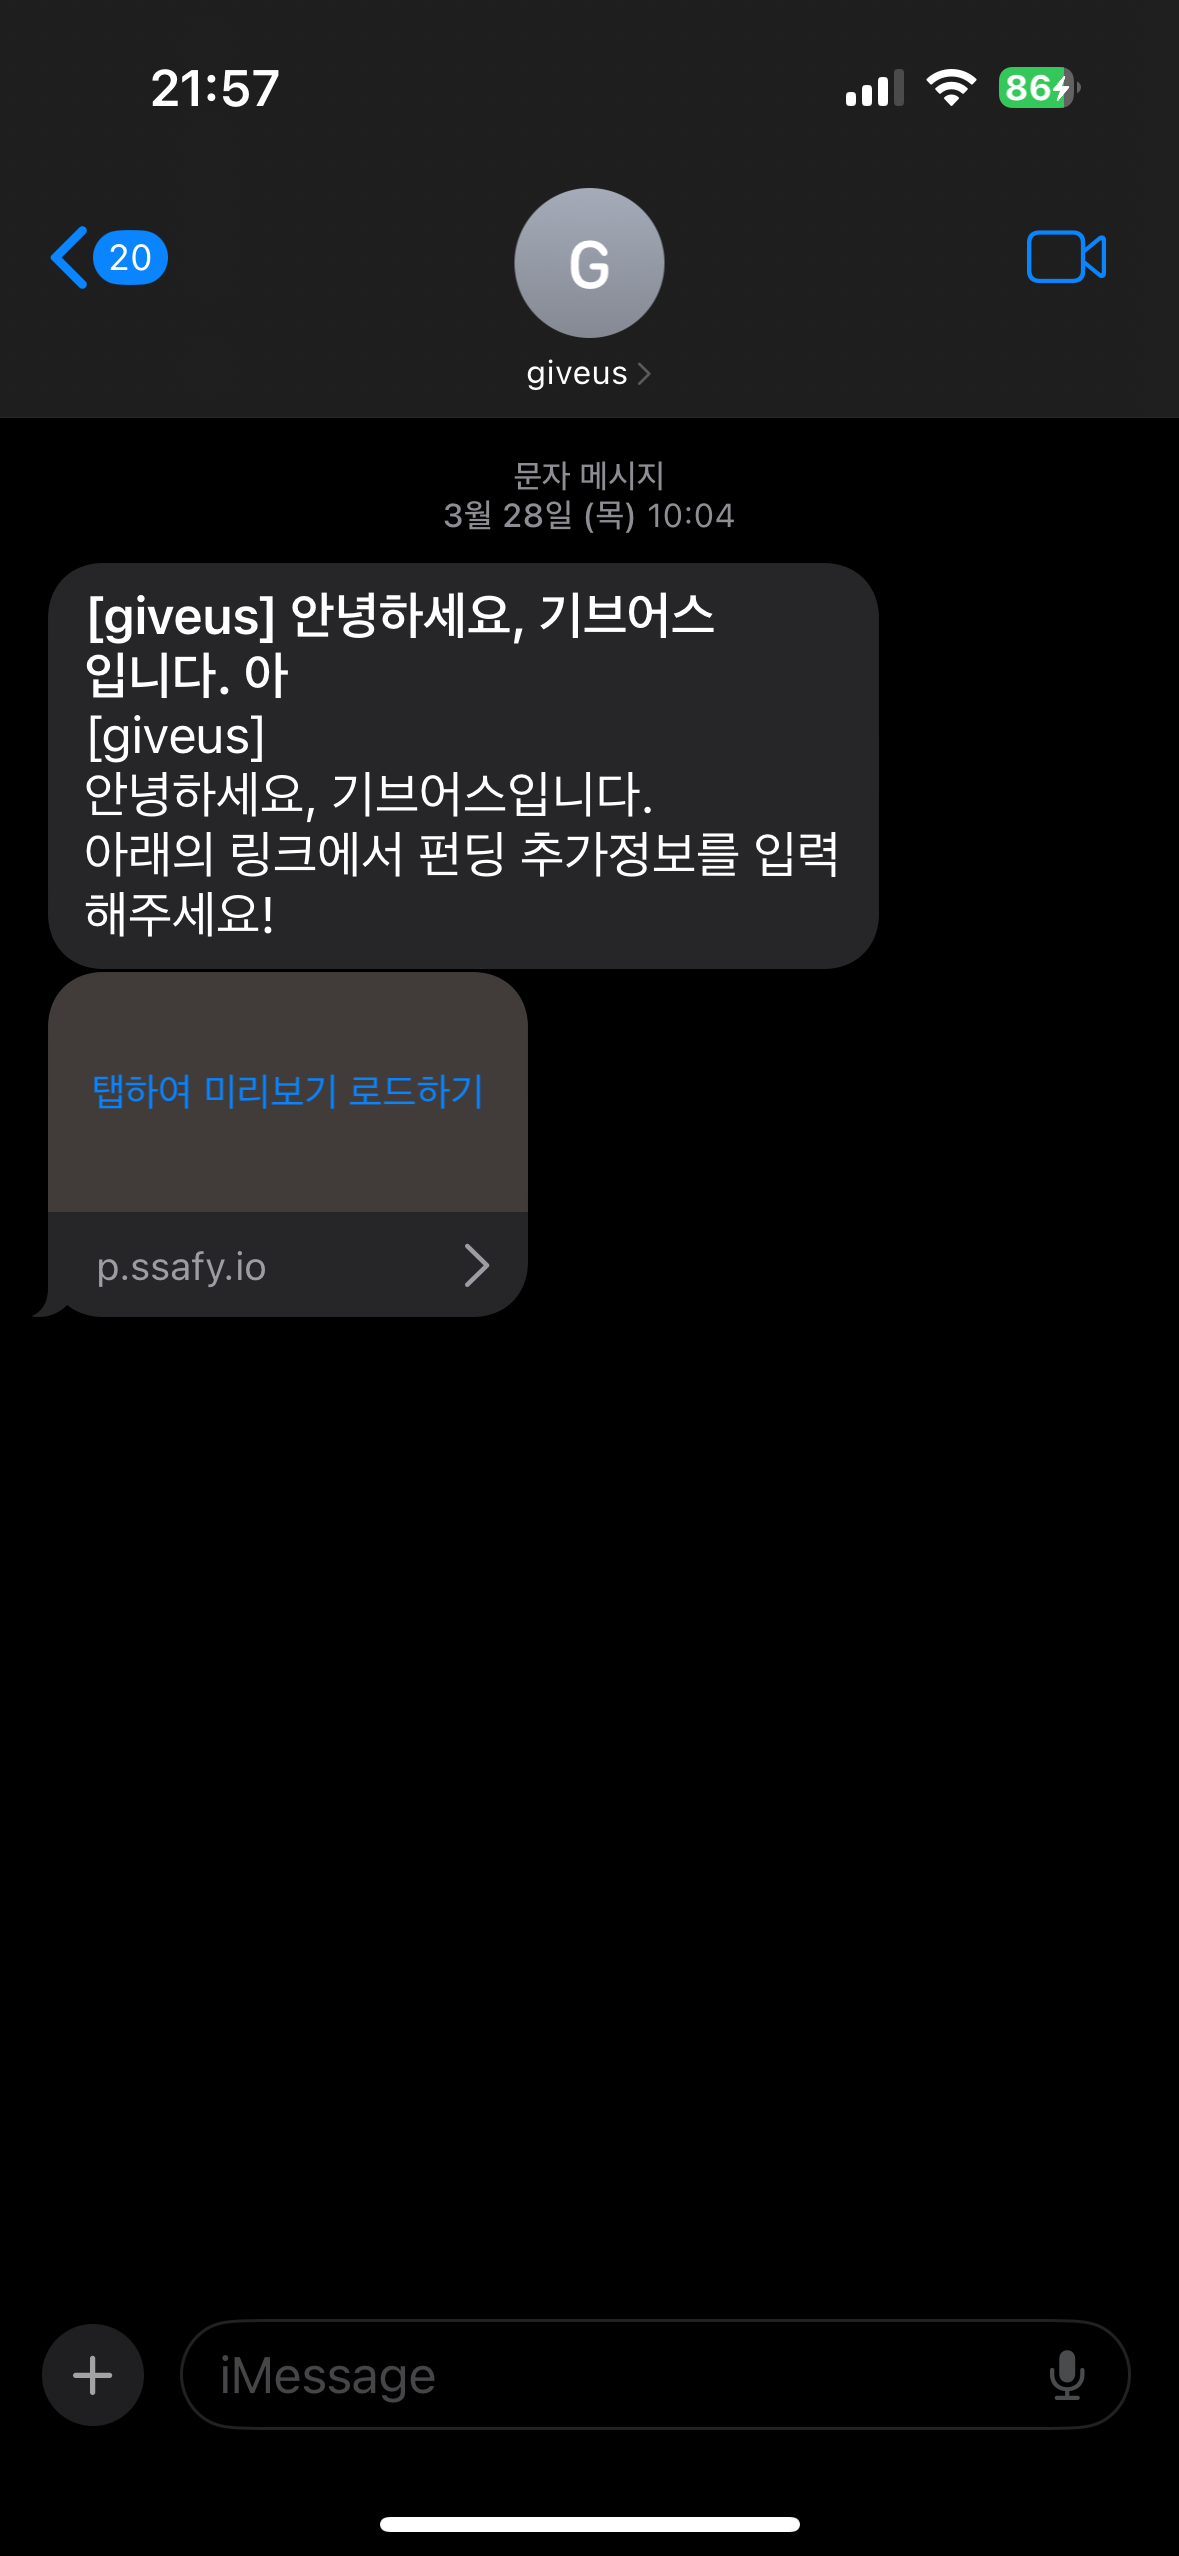 21:57
86
20
G
giveus
문자 메시지
3월 28일 (목) 10:04
[giveus] 안녕하세요, 기브어스
입니다. 아
[giveus]
안녕하세요, 기브어스입니다.
아래의 링크에서 펀딩 추가정보를 입력
해주세요!
탭하여 미리보기 로드하기
p.ssafy.io
iMessage